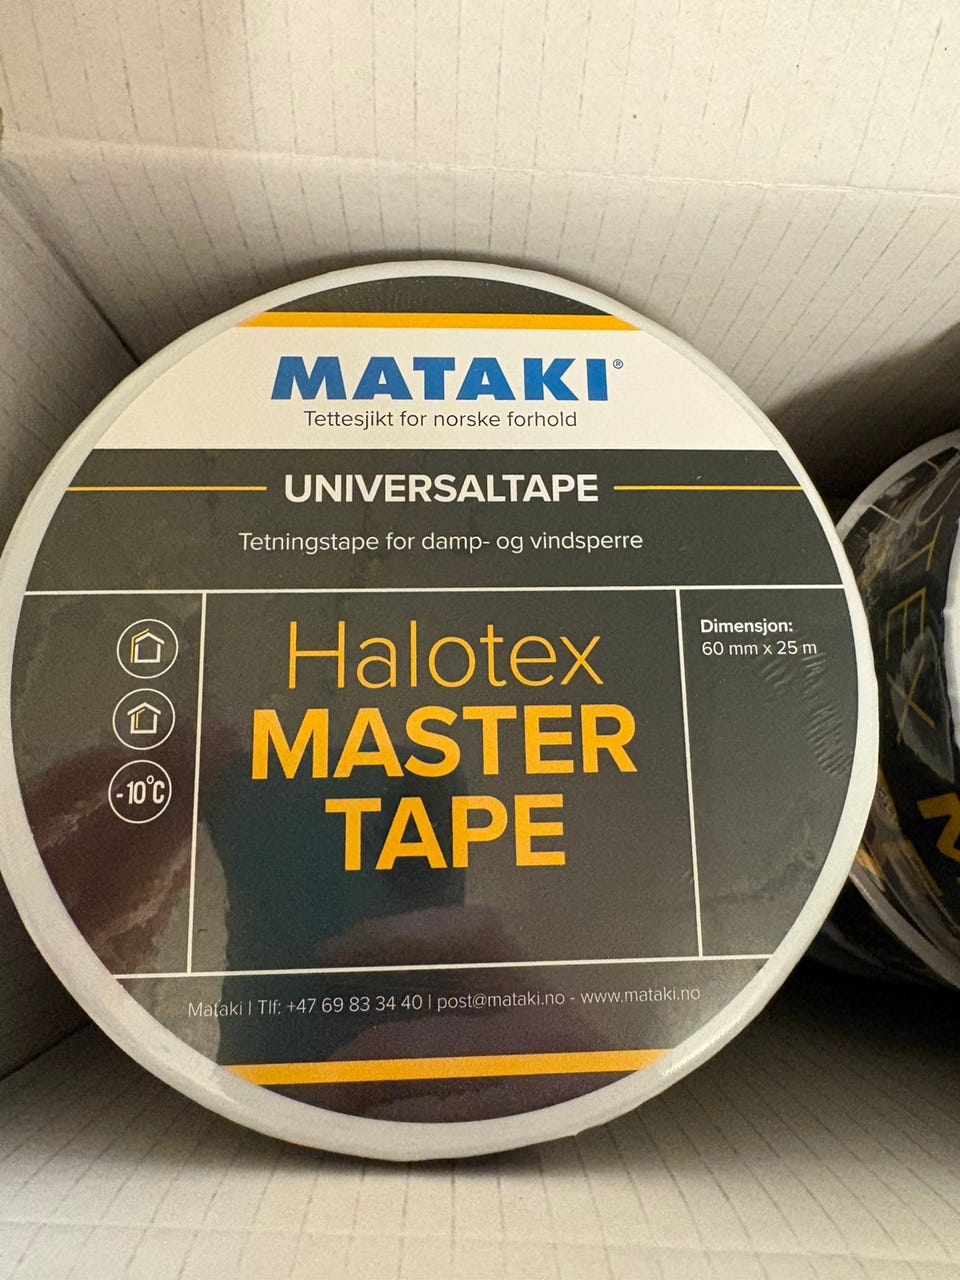 MATAKI®
Tettesjikt for norske forhold
UNIVERSALTAPE
Tetningstape for damp- og vindsperre
Halotex
MASTER
TAPE
Dimensjon:
60 mm x 25 m
-10°C
Mataki | Tlf: +47 69 83 34 40 | post@mataki.no - www.mataki.no